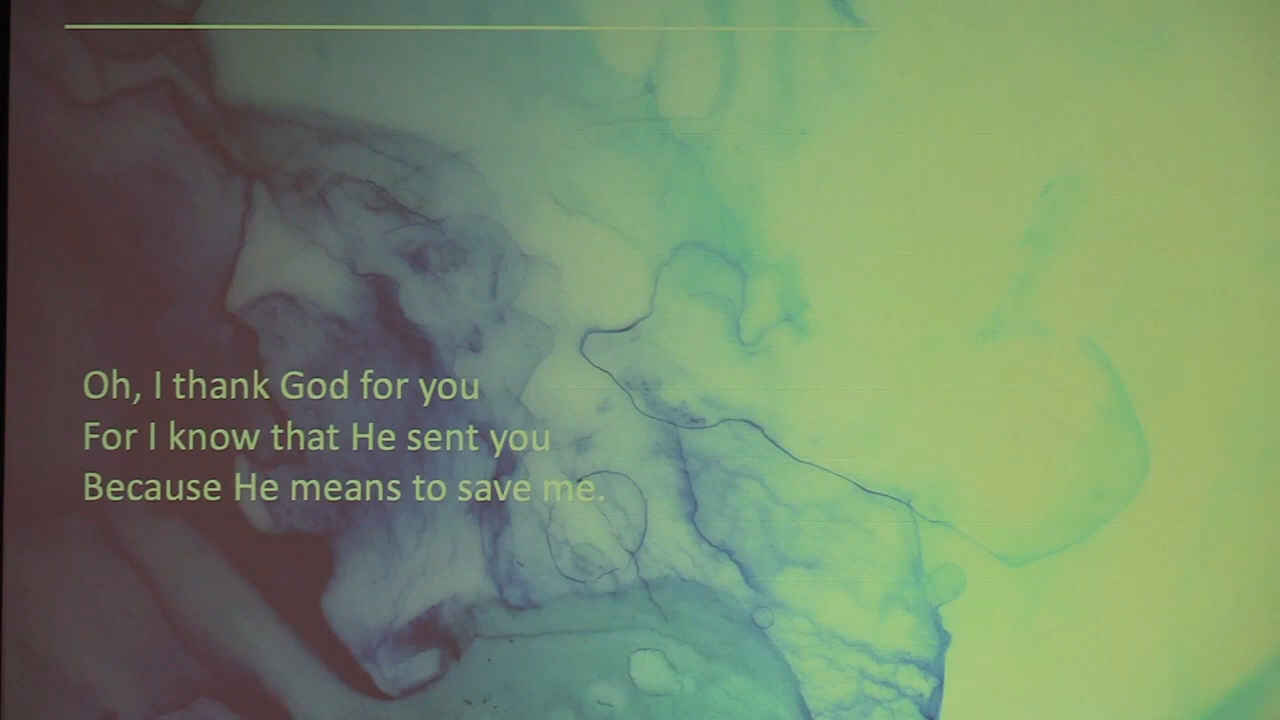 Oh, I thank God for you
For I know that He sent you
Because He means to save me.